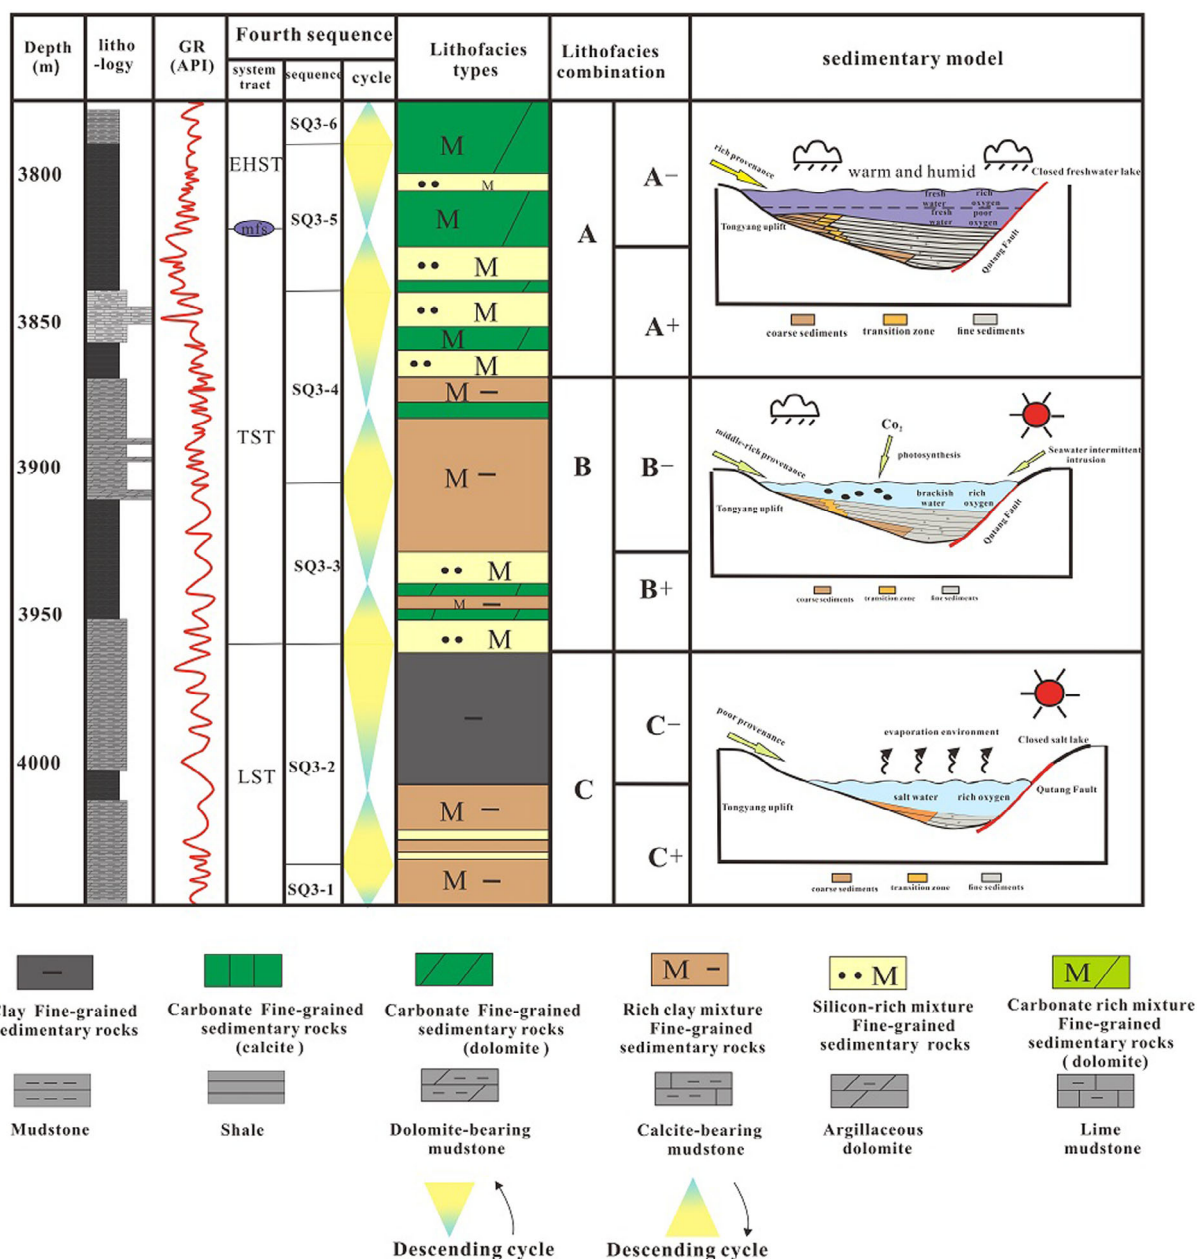 Depth
(m)
litho
-logy
GR
(API)
Fourth sequence
system
tract
sequence
cycle
Lithofacies
types
Lithofacies
combination
sedimentary model
3800
3850
3900
3950
4000
EHST
mfs
TST
LST
SQ3-6
SQ3-5
SQ3-4
SQ3-3
SQ3-2
SQ3-1
M
M
M
M
M
M
M
M –
M –
M
M –
M
–
M –
M –
A
B
C
A–
A+
B–
B+
C–
C+
rich provenance
warm and humid
Closed freshwater lake
fresh
water
rich
oxygen
fresh
water
poor
oxygen
Tongyang uplift
Qutang Fault
coarse sediments
transition zone
fine sediments
Co2
middle-rich provenance
photosynthesis
Seawater intermittent
intrusion
brackish
water
rich
oxygen
Tongyang uplift
Qutang Fault
coarse sediments
transition zone
fine sediments
poor provenance
evaporation environment
Closed salt lake
salt water
rich oxygen
Tongyang uplift
Qutang Fault
coarse sediments
transition zone
fine sediments
–
M –
M
M
lay Fine-grained
edimentary rocks
Carbonate Fine-grained
sedimentary rocks
(calcite)
Carbonate Fine-grained
sedimentary rocks
(dolomite)
Rich clay mixture
Fine-grained
sedimentary rocks
Silicon-rich mixture
Fine-grained
sedimentary rocks
Carbonate rich mixture
Fine-grained
sedimentary rocks
( dolomite)
Mudstone
Shale
Dolomite-bearing
mudstone
Calcite-bearing
mudstone
Argillaceous
dolomite
Lime
mudstone
Descending cycle
Descending cycle